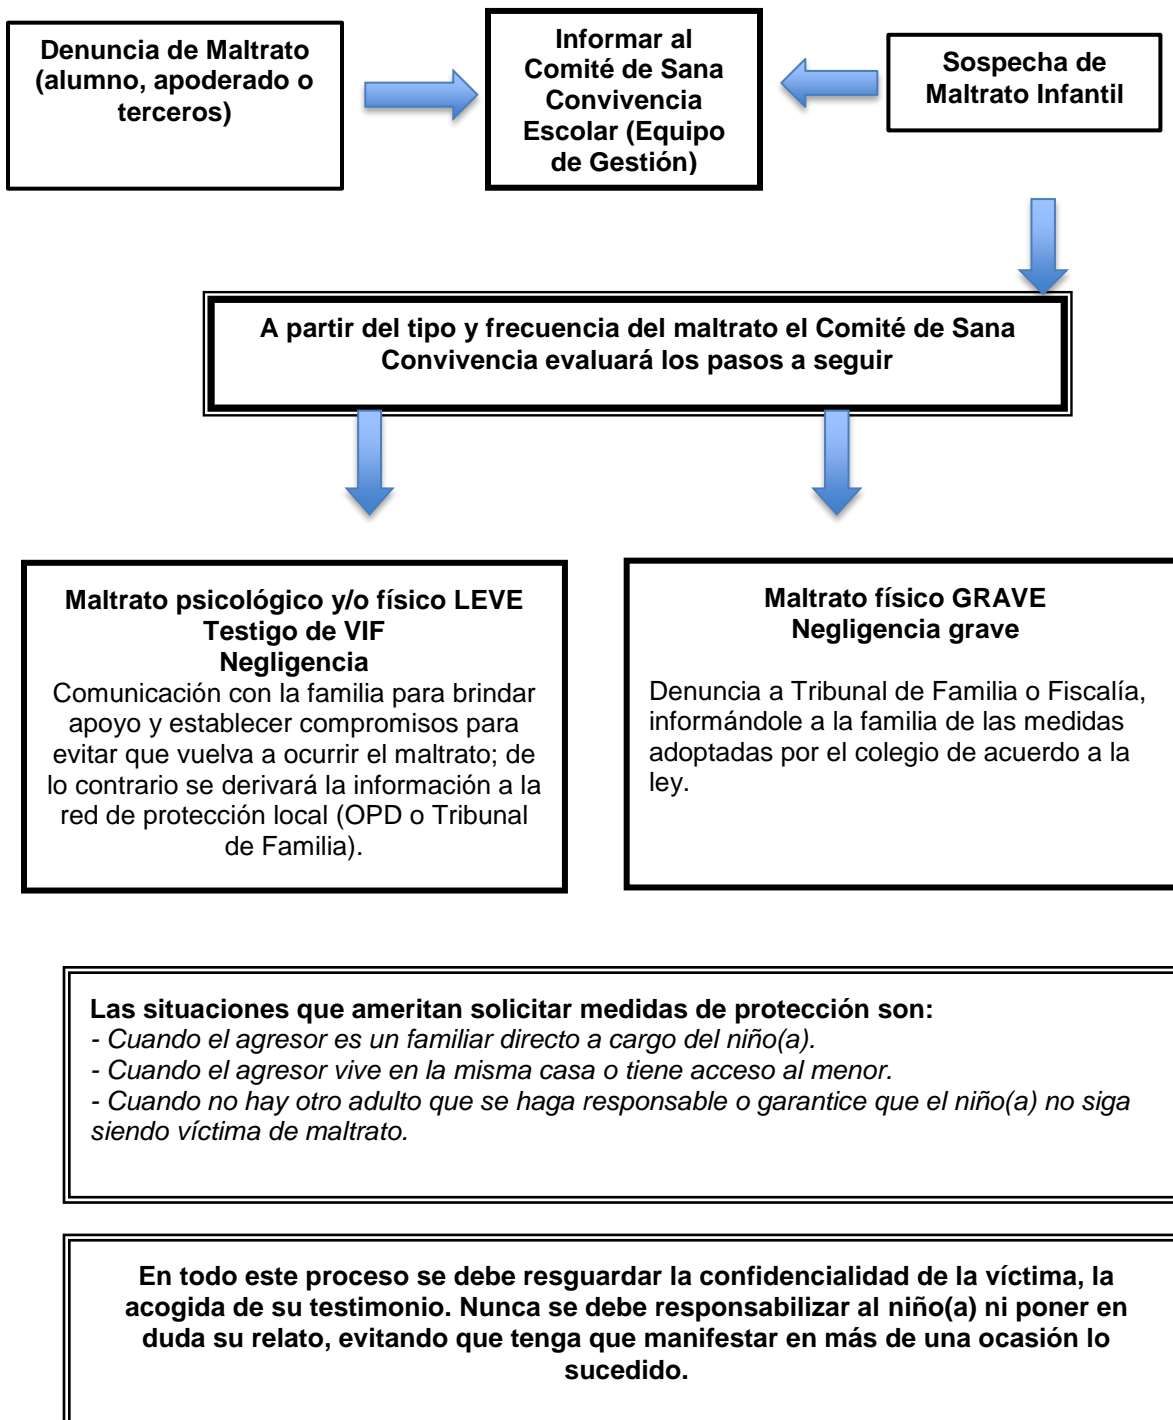 Denuncia de Maltrato
(alumno, apoderado o
terceros)
Informar al
Comité de Sana
Convivencia
Escolar (Equipo
de Gestión)
Sospecha de
Maltrato Infantil
A partir del tipo y frecuencia del maltrato el Comité de Sana
Convivencia evaluará los pasos a seguir
Maltrato psicológico y/o físico LEVE
Testigo de VIF
Negligencia
Comunicación con la familia para brindar
apoyo y establecer compromisos para
evitar que vuelva a ocurrir el maltrato; de
lo contrario se derivará la información a la
red de protección local (OPD o Tribunal
de Familia).
Maltrato físico GRAVE
Negligencia grave
Denuncia a Tribunal de Familia o Fiscalía,
informándole a la familia de las medidas
adoptadas por el colegio de acuerdo a la
ley.
Las situaciones que ameritan solicitar medidas de protección son:
- Cuando el agresor es un familiar directo a cargo del niño(a).
- Cuando el agresor vive en la misma casa o tiene acceso al menor.
- Cuando no hay otro adulto que se haga responsable o garantice que el niño(a) no siga
siendo víctima de maltrato.
En todo este proceso se debe resguardar la confidencialidad de la víctima, la
acogida de su testimonio. Nunca se debe responsabilizar al niño(a) ni poner en
duda su relato, evitando que tenga que manifestar en más de una ocasión lo
sucedido.